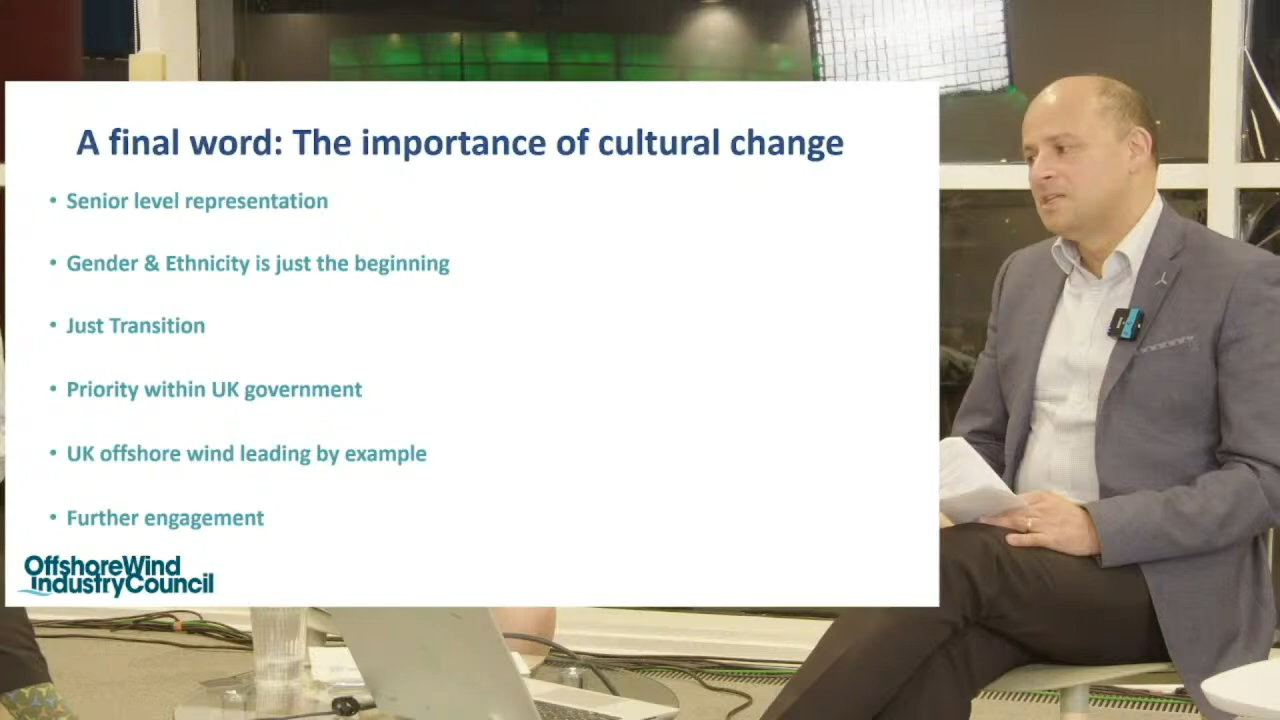 A final word: The importance of cultural change
• Senior level representation
• Gender & Ethnicity is just the beginning
• Just Transition
• Priority within UK government
• UK offshore wind leading by example
• Further engagement
OffshoreWind
IndustryCouncil